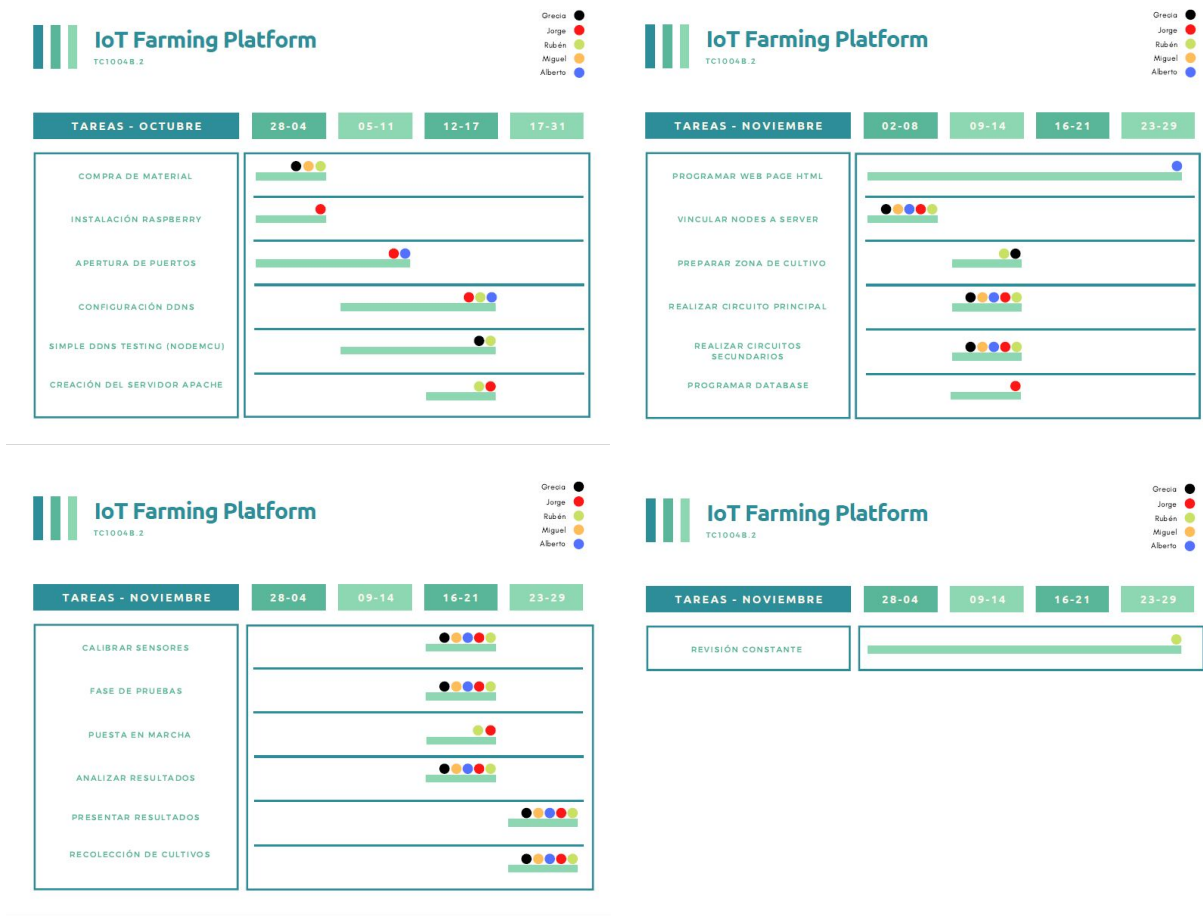 IoT Farming Platform
TC1004B.2
Grecia
Jorge
Rubén
Miguel
Alberto
TAREAS - OCTUBRE 28-04 05-11 12-17 17-31
COMPRA DE MATERIAL
INSTALACIÓN RASPBERRY
APERTURA DE PUERTOS
CONFIGURACIÓN DDNS
SIMPLE DDNS TESTING (NODEMCU)
CREACIÓN DEL SERVIDOR APACHE
IoT Farming Platform
TC1004B.2
Grecia
Jorge
Rubén
Miguel
Alberto
TAREAS - NOVIEMBRE 02-08 09-14 16-21 23-29
PROGRAMAR WEB PAGE HTML
VINCULAR NODES A SERVER
PREPARAR ZONA DE CULTIVO
REALIZAR CIRCUITO PRINCIPAL
REALIZAR CIRCUITOS
SECUNDARIOS
PROGRAMAR DATABASE
IoT Farming Platform
TC1004B.2
Grecia
Jorge
Rubén
Miguel
Alberto
TAREAS - NOVIEMBRE 28-04 09-14 16-21 23-29
CALIBRAR SENSORES
FASE DE PRUEBAS
PUESTA EN MARCHA
ANALIZAR RESULTADOS
PRESENTAR RESULTADOS
RECOLECCIÓN DE CULTIVOS
IoT Farming Platform
TC1004B.2
Grecia
Jorge
Rubén
Miguel
Alberto
TAREAS - NOVIEMBRE 28-04 09-14 16-21 23-29
REVISIÓN CONSTANTE